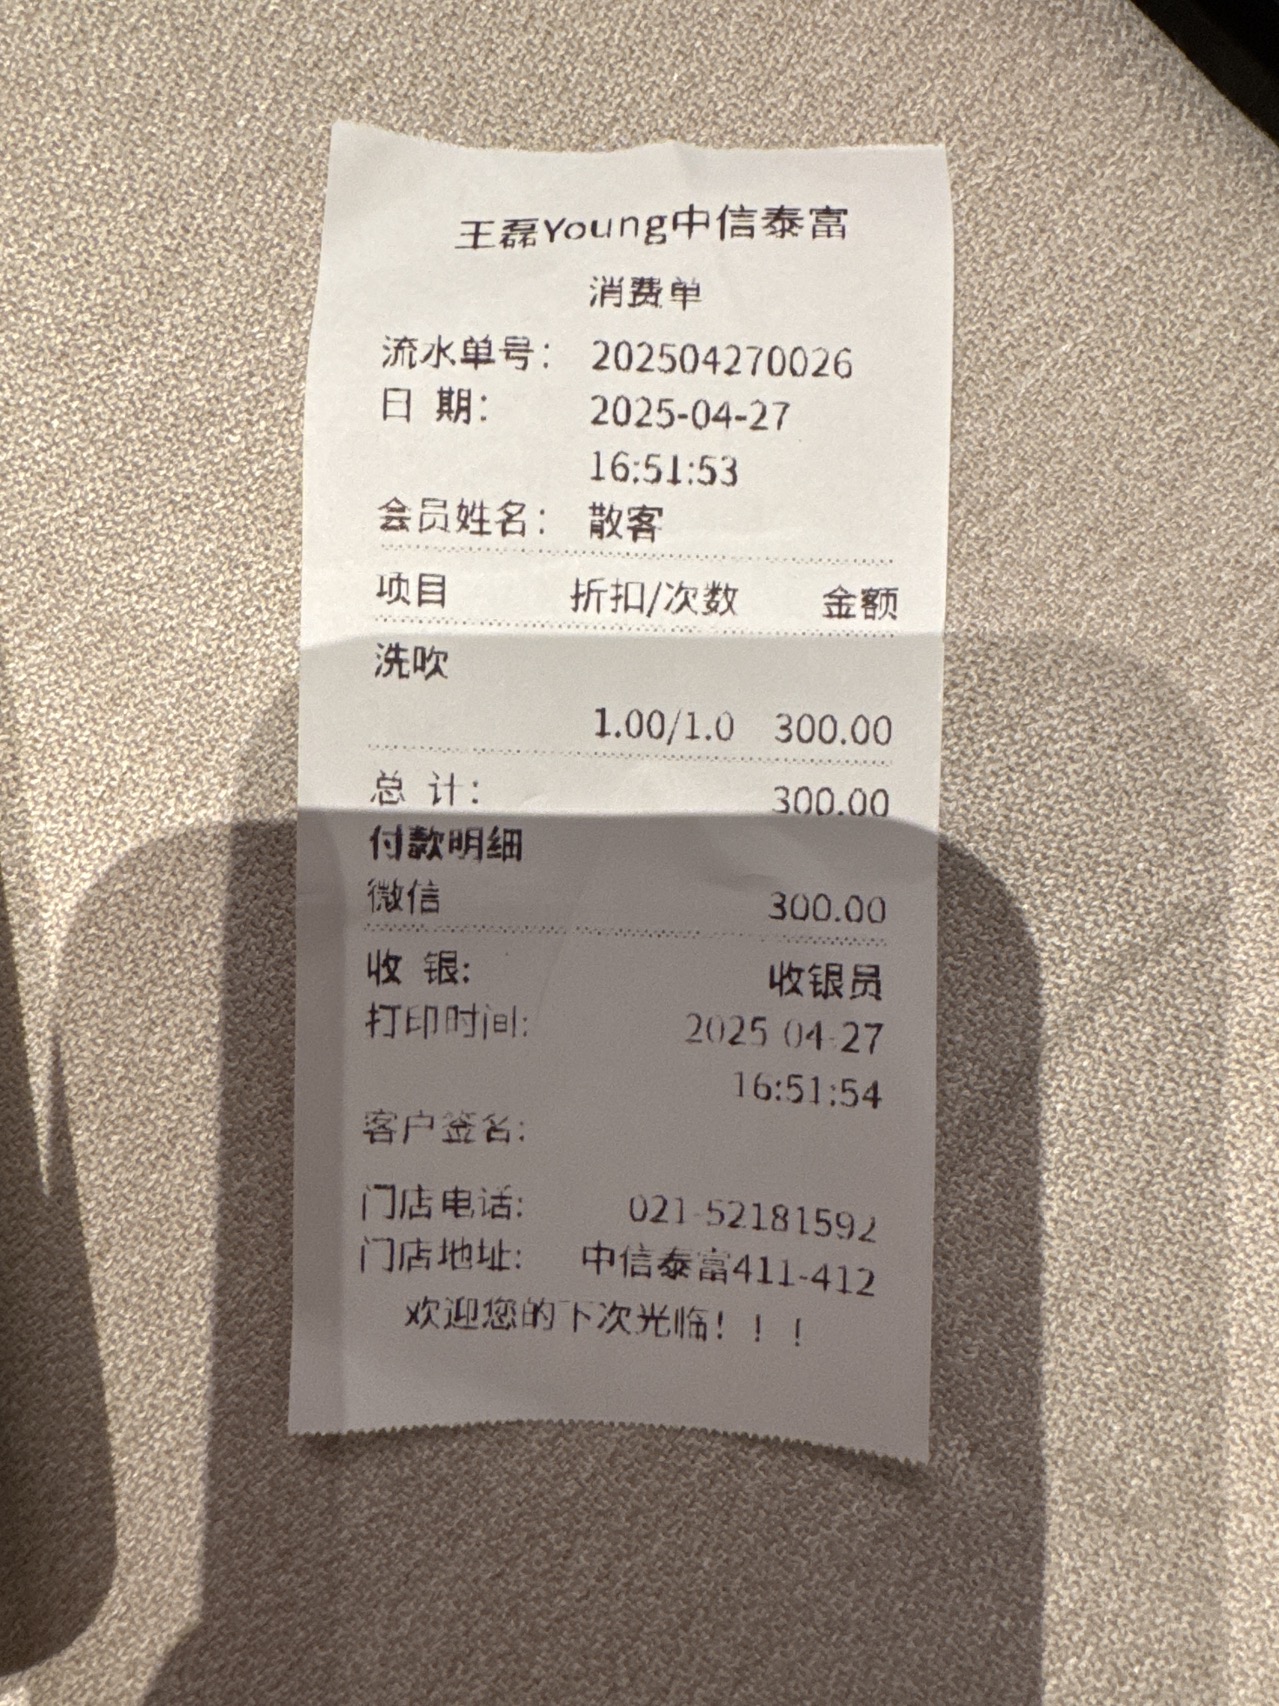 王磊Young中信泰富
消费单
流水单号： 202504270026
日 期： 2025-04-27
16:51:53
会员姓名： 散客
项目 折扣/次数 金额
洗吹
1.00/1.0 300.00
总 计： 300.00
付款明细
微信 300.00
收 银: 收银员
打印时间: 2025-04-27
16:51:54
客户签名:
门店电话: 021-52181592
门店地址: 中信泰富411-412
欢迎您的下次光临！！！